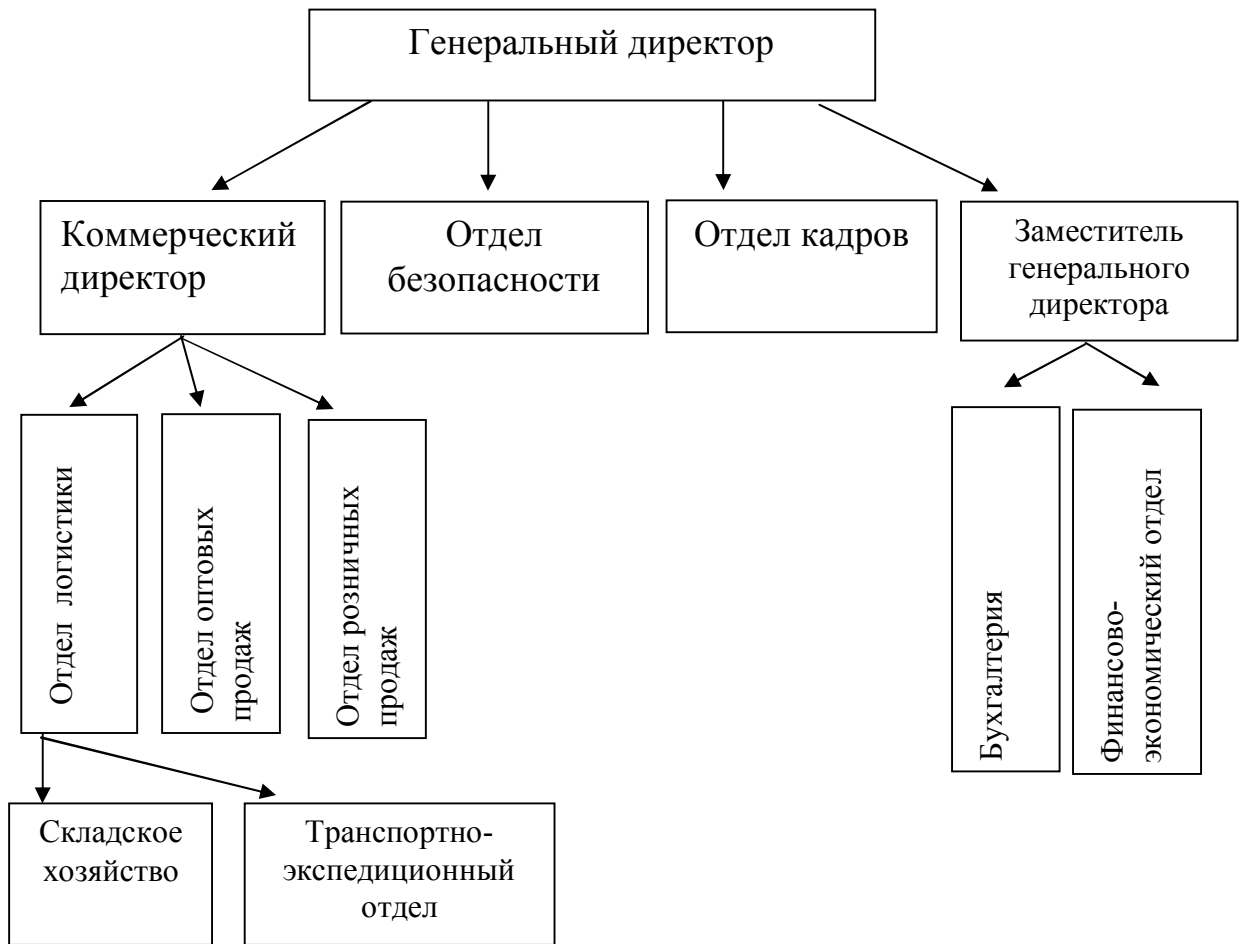 Генеральный директор
Коммерческий
директор
Отдел
безопасности
Отдел кадров
Заместитель
генерального
директора
Отдел логистики
Отдел оптовых
продаж
Отдел розничных
продаж
Бухгалтерия
Финансово-
экономический отдел
Складское
хозяйство
Транспортно-
экспедиционный
отдел